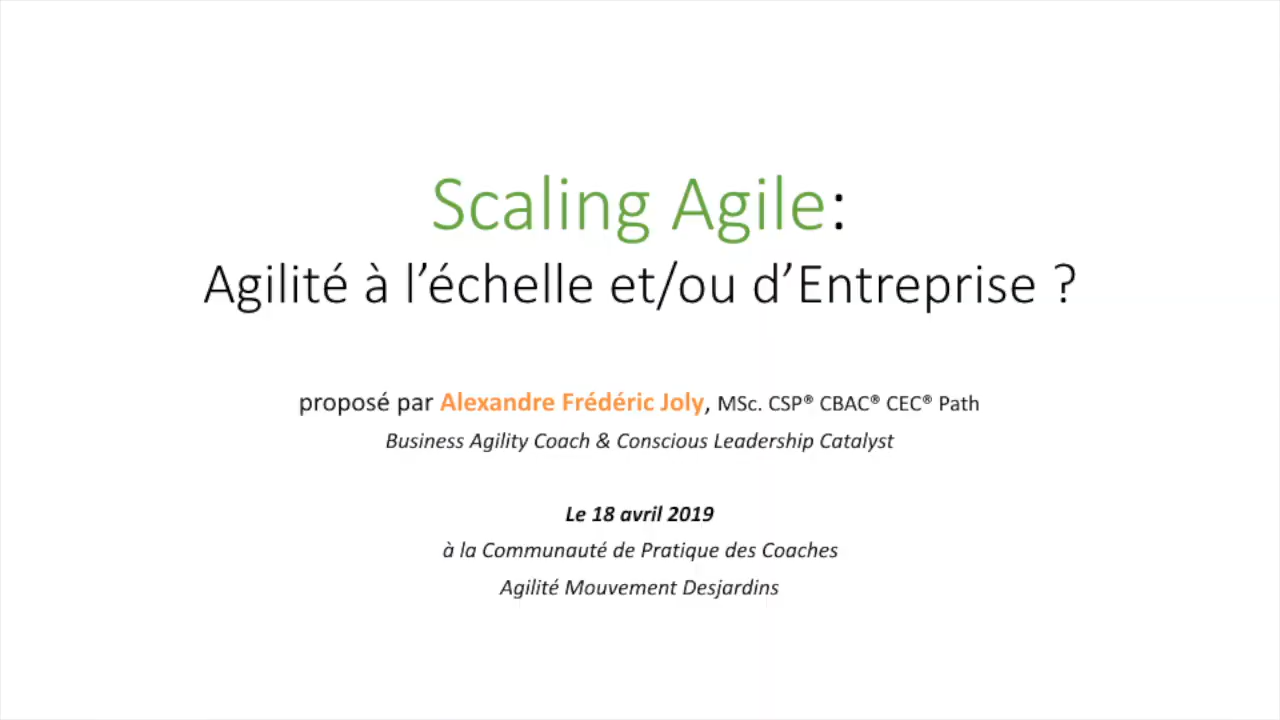 Scaling Agile:
Agilité à l’échelle et/ou d’Entreprise ?
proposé par Alexandre Frédéric Joly, MSc. CSP® CBAC® CEC® Path
Business Agility Coach & Conscious Leadership Catalyst
Le 18 avril 2019
à la Communauté de Pratique des Coaches
Agilité Mouvement Desjardins